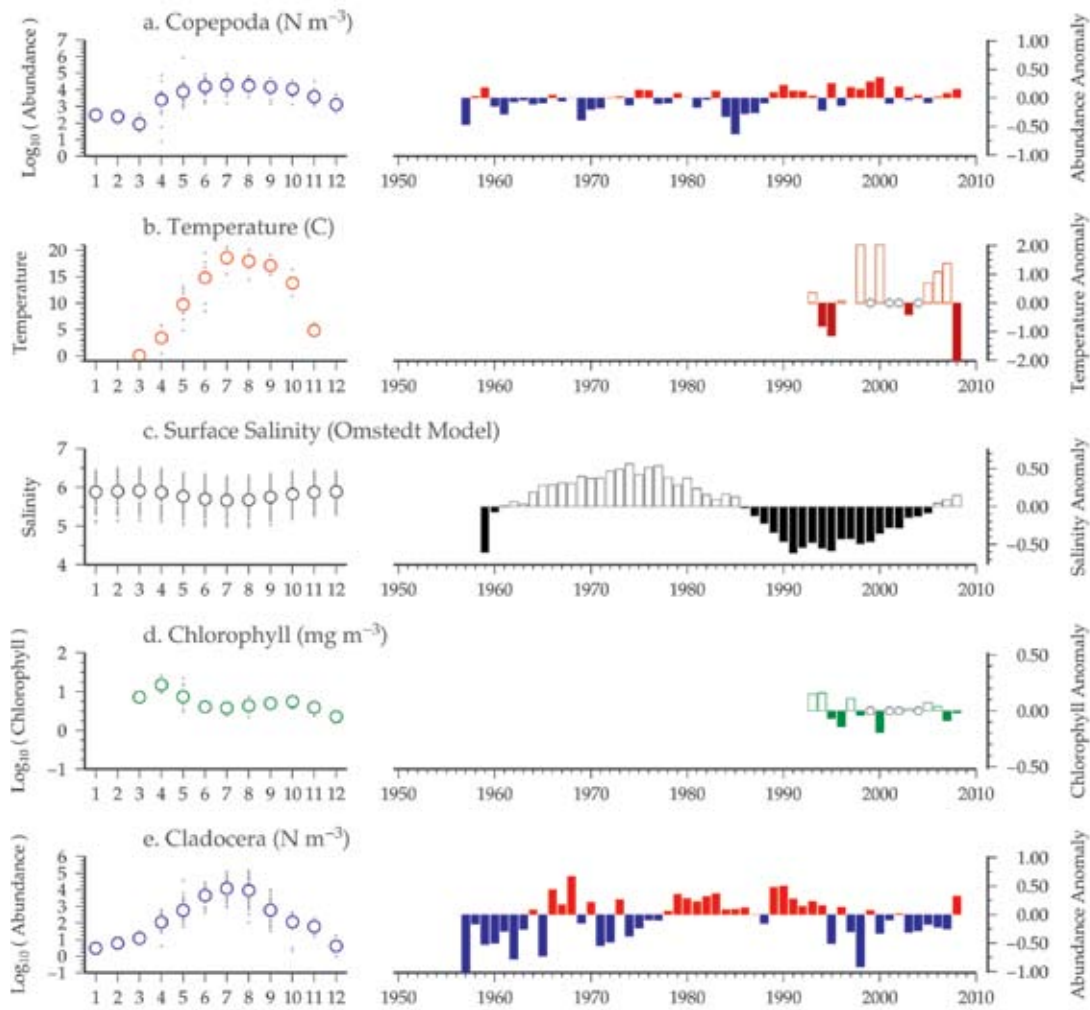 a. Copepoda (N m⁻³)
Log₁₀ ( Abundance )
7
6
5
4
3
2
1
0
1 2 3 4 5 6 7 8 9 10 11 12
1950 1960 1970 1980 1990 2000 2010
1.00
0.50
0.00
−0.50
−1.00
Abundance Anomaly
b. Temperature (C)
Temperature
20
15
10
5
0
1 2 3 4 5 6 7 8 9 10 11 12
1950 1960 1970 1980 1990 2000 2010
2.00
1.00
0.00
−1.00
−2.00
Temperature Anomaly
c. Surface Salinity (Omstedt Model)
Salinity
7
6
5
4
1 2 3 4 5 6 7 8 9 10 11 12
1950 1960 1970 1980 1990 2000 2010
0.50
0.00
−0.50
Salinity Anomaly
d. Chlorophyll (mg m⁻³)
Log₁₀ ( Chlorophyll )
2
1
0
−1
1 2 3 4 5 6 7 8 9 10 11 12
1950 1960 1970 1980 1990 2000 2010
0.50
0.00
−0.50
Chlorophyll Anomaly
e. Cladocera (N m⁻³)
Log₁₀ ( Abundance )
6
5
4
3
2
1
0
−1
1 2 3 4 5 6 7 8 9 10 11 12
1950 1960 1970 1980 1990 2000 2010
1.00
0.50
0.00
−0.50
−1.00
Abundance Anomaly